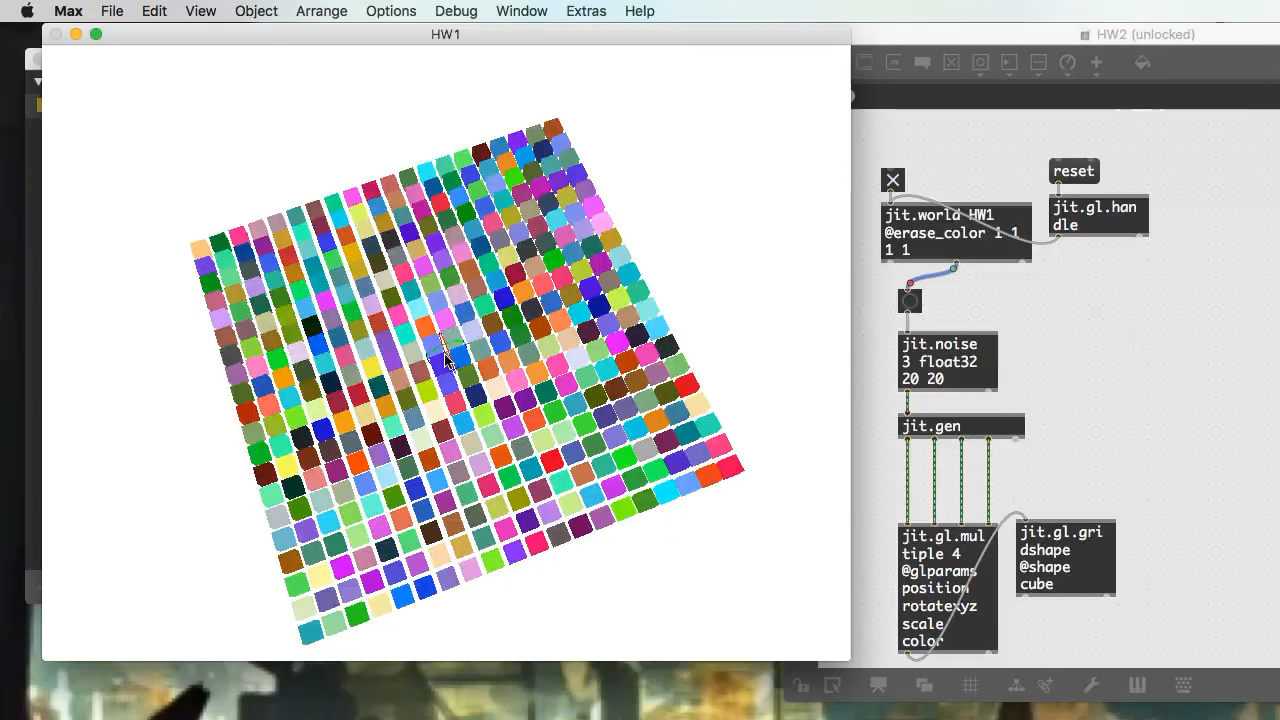 Max File Edit View Object Arrange Options Debug Window Extras Help
HW1
HW2 (unlocked)
reset
jit.world HW1
@erase_color 1 1
1 1
jit.gl.han
dle
jit.noise
3 float32
20 20
jit.gen
jit.gl.mul
tiple 4
@glparams
position
rotatexyz
scale
color
jit.gl.gri
dshape
@shape
cube